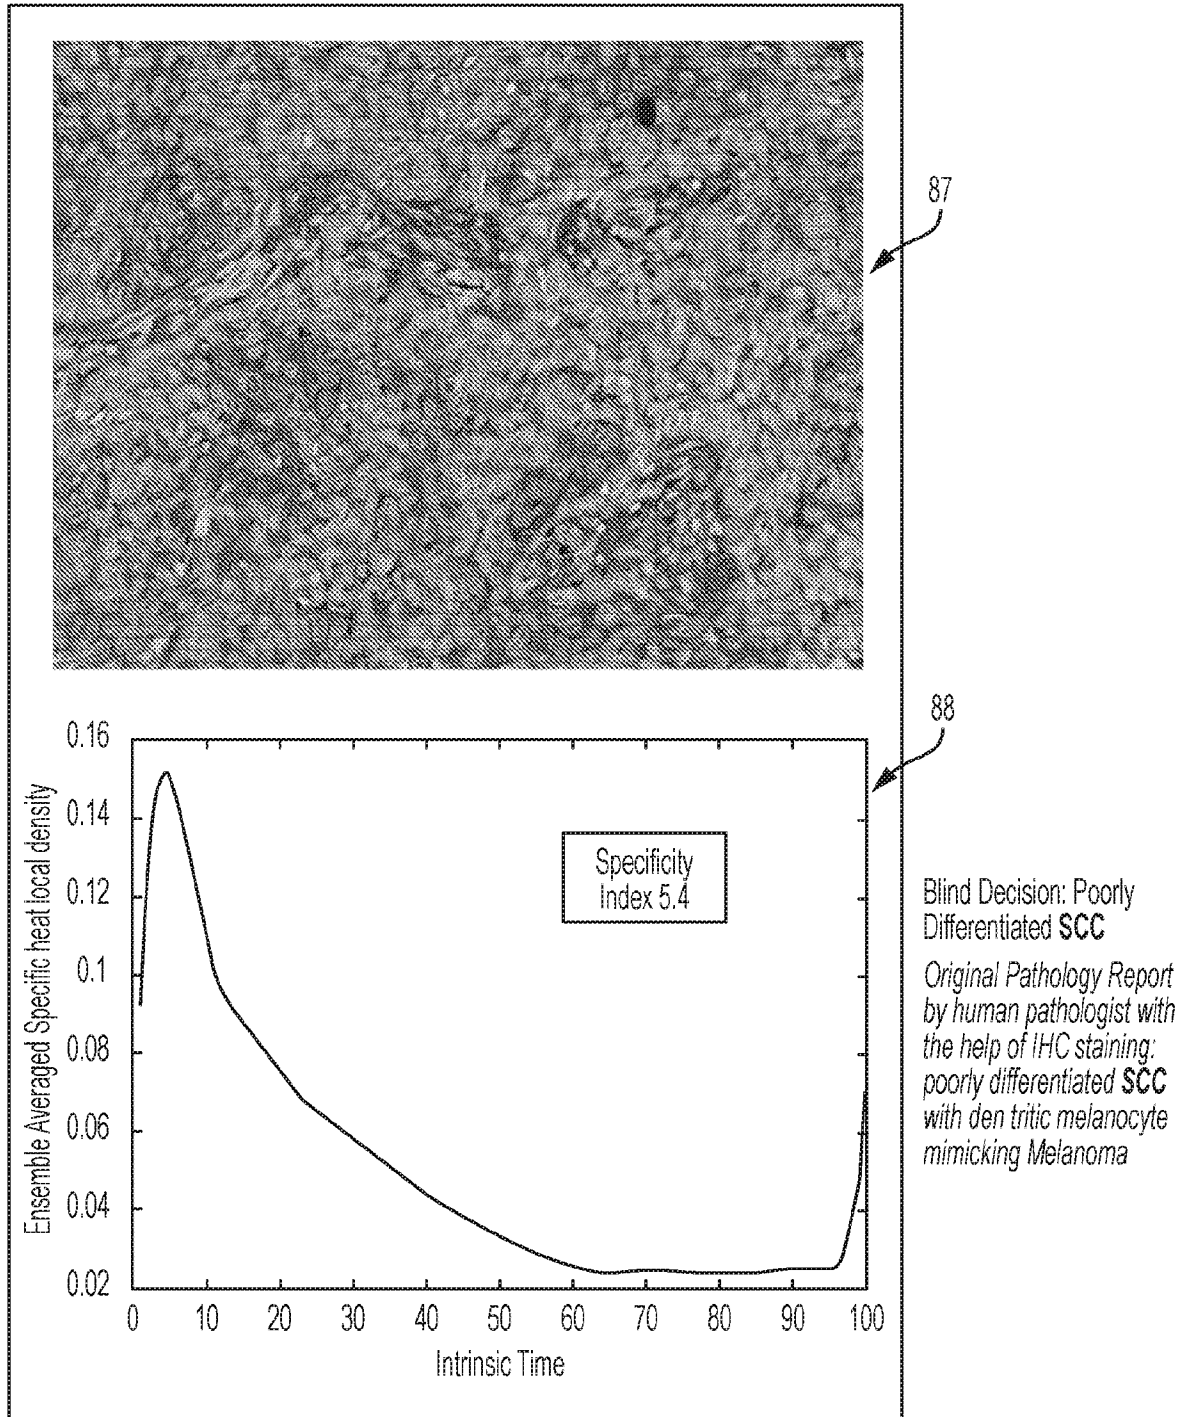 87
88
Ensemble Averaged Specific heat local density
0.16
0.14
0.12
0.1
0.08
0.06
0.04
0.02
0
10
20
30
40
50
60
70
80
90
100
Intrinsic Time
Specificity
Index 5.4
Blind Decision: Poorly
Differentiated SCC
Original Pathology Report
by human pathologist with
the help of IHC staining:
poorly differentiated SCC
with den tritic melanocyte
mimicking Melanoma